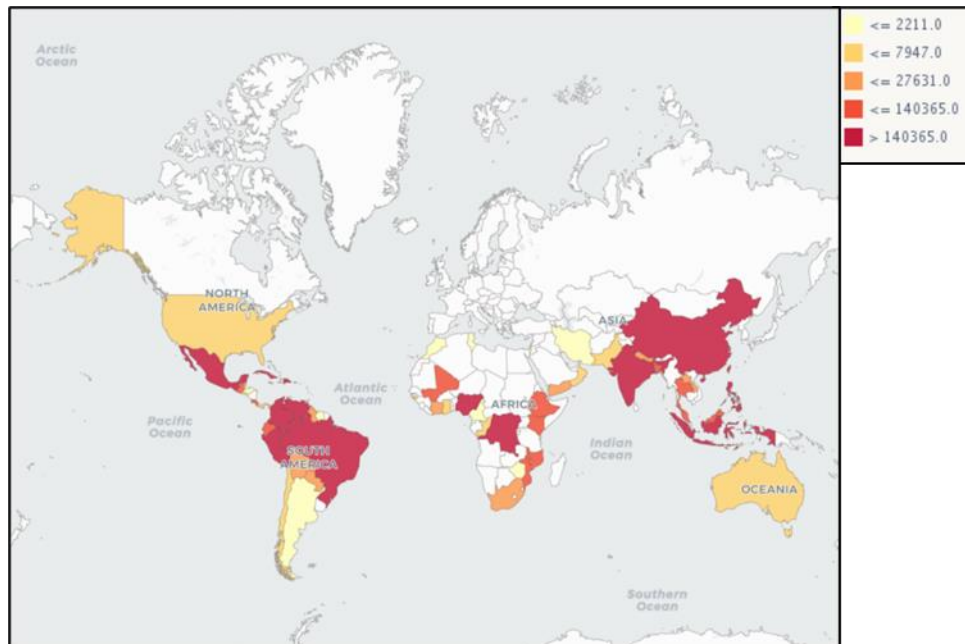 Arctic
Ocean
<= 2211.0
<= 7947.0
<= 27631.0
<= 140365.0
> 140365.0
NORTH
AMERICA
ASIA
Atlantic
Ocean
AFRICA
Pacific
Ocean
Indian
Ocean
SOUTH
AMERICA
OCEANIA
Southern
Ocean